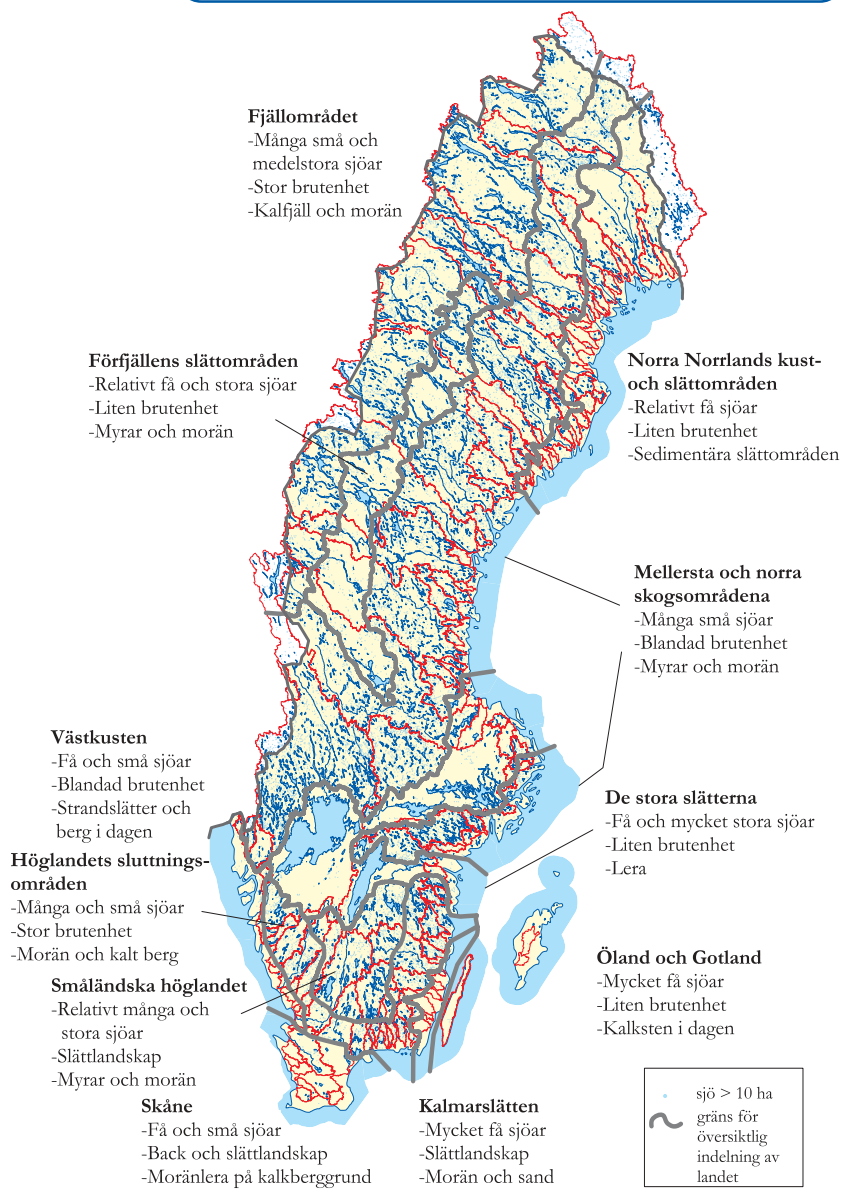 Fjällområdet
-Många små och
medelstora sjöar
-Stor brutenhet
-Kalfjäll och morän
Förfjällens slättområden
-Relativt få och stora sjöar
-Liten brutenhet
-Myrar och morän
Norra Norrlands kust-
och slättområden
-Relativt få sjöar
-Liten brutenhet
-Sedimentära slättområden
Mellersta och norra
skogsområdena
-Många små sjöar
-Blandad brutenhet
-Myrar och morän
Västkusten
-Få och små sjöar
-Blandad brutenhet
-Strandslätter och
berg i dagen
De stora slätterna
-Få och mycket stora sjöar
-Liten brutenhet
-Lera
Höglandets sluttnings-
områden
-Många och små sjöar
-Stor brutenhet
-Morän och kalt berg
Öland och Gotland
-Mycket få sjöar
-Liten brutenhet
-Kalksten i dagen
Småländska höglandet
-Relativt många och
stora sjöar
-Slättlandskap
-Myrar och morän
Skåne
-Få och små sjöar
-Back och slättlandskap
-Moränlera på kalkberggrund
Kalmarslätten
-Mycket få sjöar
-Slättlandskap
-Morän och sand
sjö > 10 ha
gräns för
översiktlig
indelning av
landet